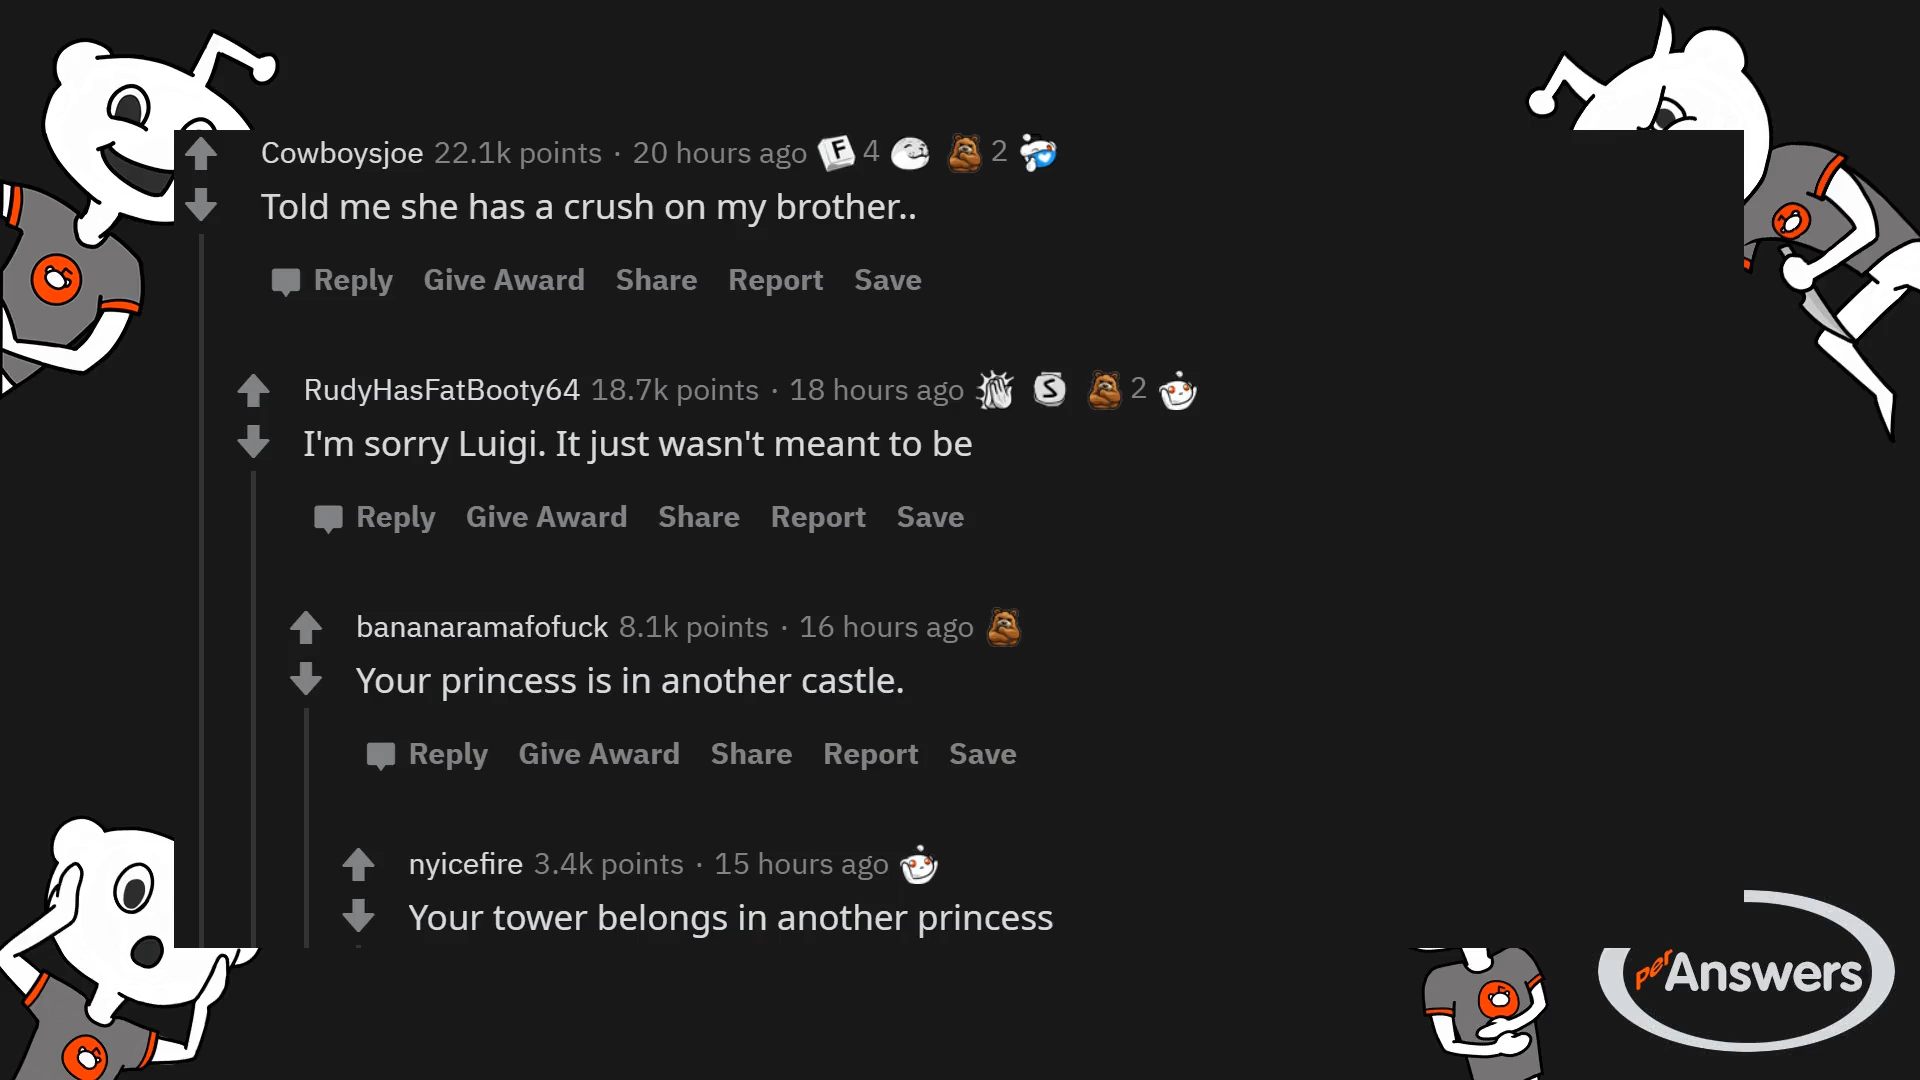 Cowboysjoe 22.1k points · 20 hours ago F 4 2
Told me she has a crush on my brother..
Reply Give Award Share Report Save
RudyHasFatBooty64 18.7k points · 18 hours ago S 2
I'm sorry Luigi. It just wasn't meant to be
Reply Give Award Share Report Save
bananaramafofuck 8.1k points · 16 hours ago
Your princess is in another castle.
Reply Give Award Share Report Save
nyicefire 3.4k points · 15 hours ago
Your tower belongs in another princess
perAnswers